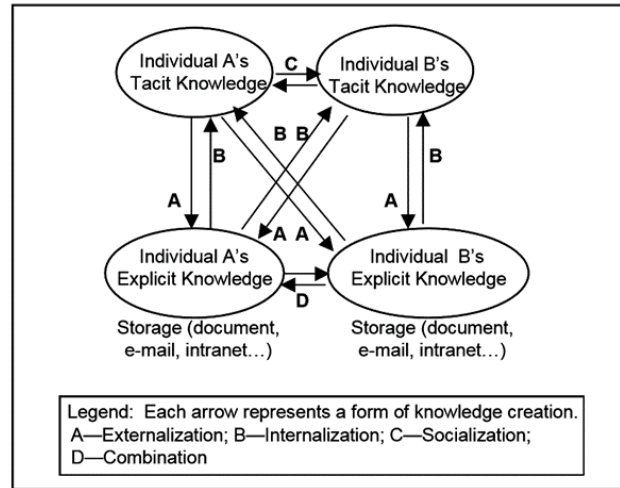 Individual A's
Tacit Knowledge
C
Individual B's
Tacit Knowledge
B B
B
B
A
A
A A
Individual A's
Explicit Knowledge
Individual B's
Explicit Knowledge
D
Storage (document,
e-mail, intranet…)
Storage (document,
e-mail, intranet…)
Legend: Each arrow represents a form of knowledge creation.
A—Externalization; B—Internalization; C—Socialization;
D—Combination